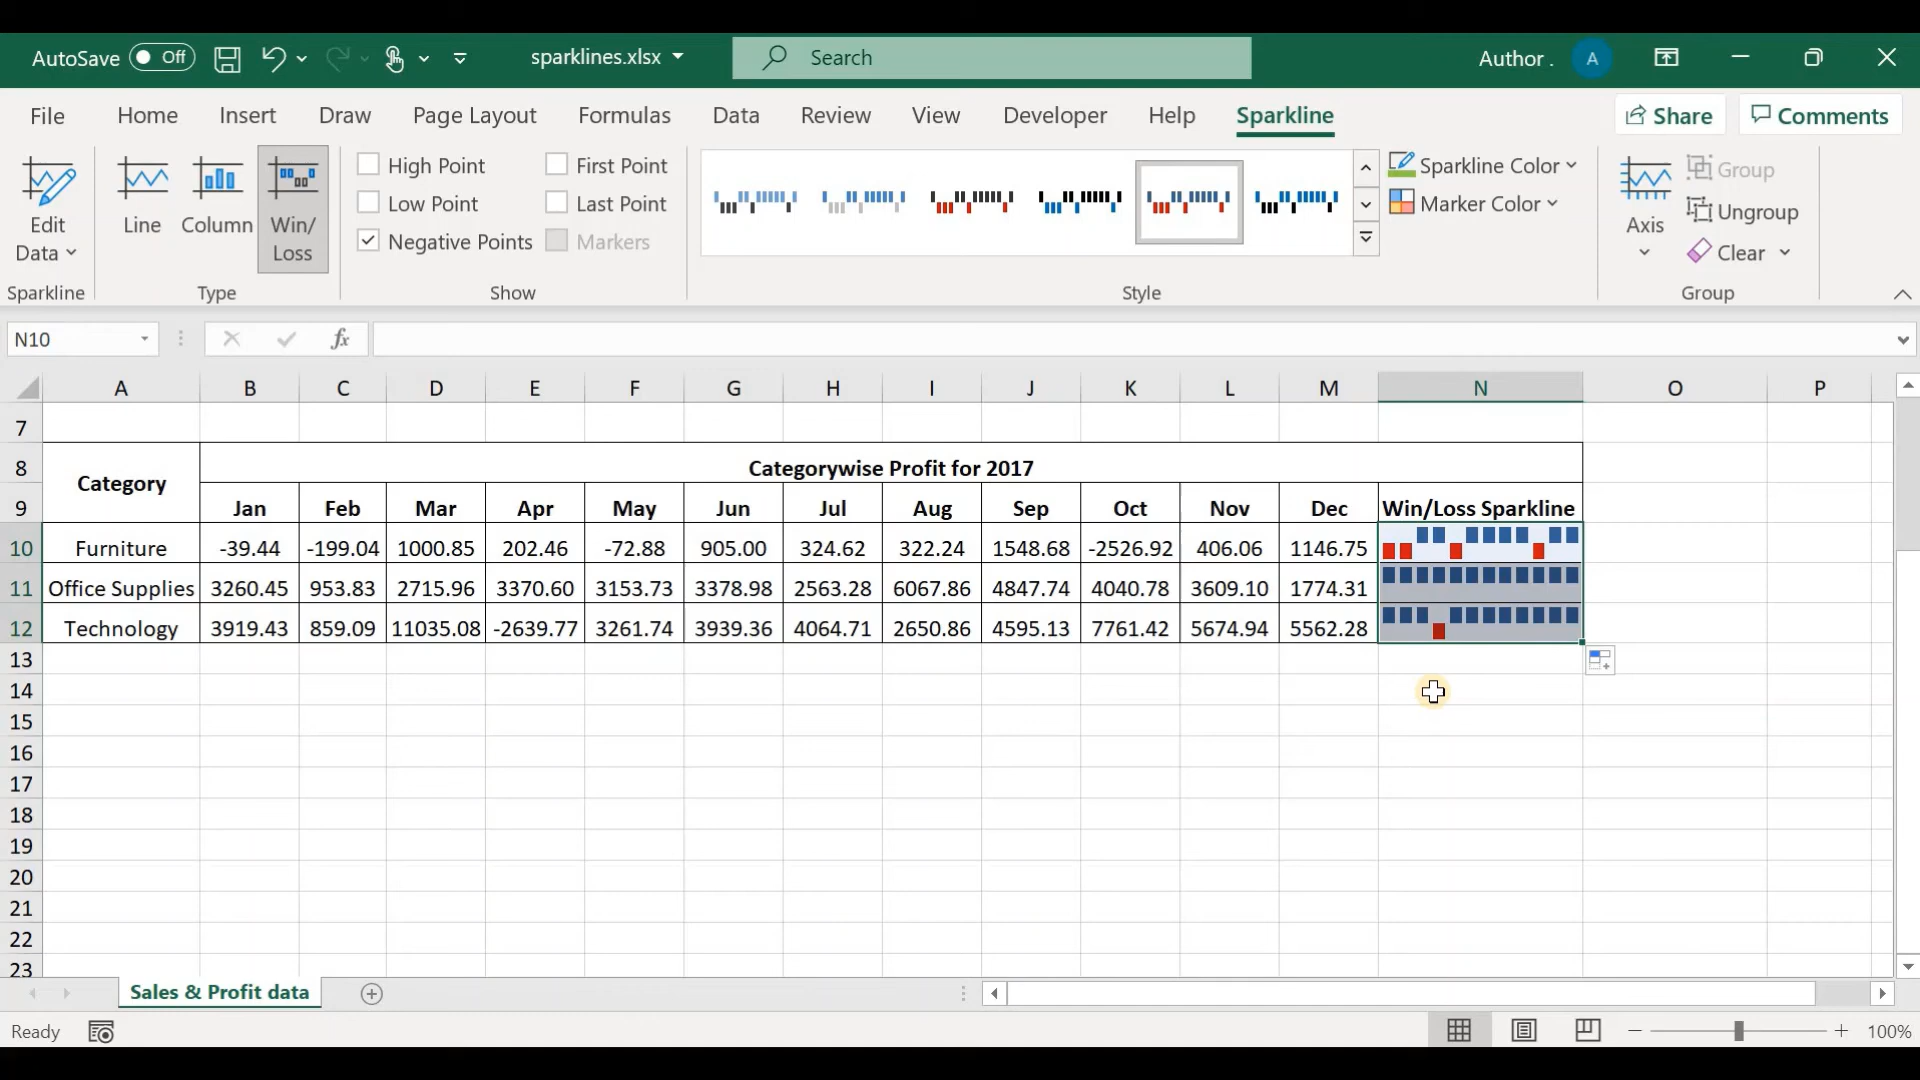 AutoSave Off sparklines.xlsx Search Author . A
File Home Insert Draw Page Layout Formulas Data Review View Developer Help Sparkline Share Comments
Edit Data
Sparkline
Line Column Win/ Loss
Type
High Point First Point
Low Point Last Point
Negative Points Markers
Show
Style
Sparkline Color
Marker Color
Axis
Group
Ungroup
Clear
Group
N10 fx
A B C D E F G H I J K L M N O P
7
8 Category Categorywise Profit for 2017
9 Jan Feb Mar Apr May Jun Jul Aug Sep Oct Nov Dec Win/Loss Sparkline
10 Furniture -39.44 -199.04 1000.85 202.46 -72.88 905.00 324.62 322.24 1548.68 -2526.92 406.06 1146.75
11 Office Supplies 3260.45 953.83 2715.96 3370.60 3153.73 3378.98 2563.28 6067.86 4847.74 4040.78 3609.10 1774.31
12 Technology 3919.43 859.09 11035.08 -2639.77 3261.74 3939.36 4064.71 2650.86 4595.13 7761.42 5674.94 5562.28
13
14
15
16
17
18
19
20
21
22
23
Sales & Profit data
Ready 100%